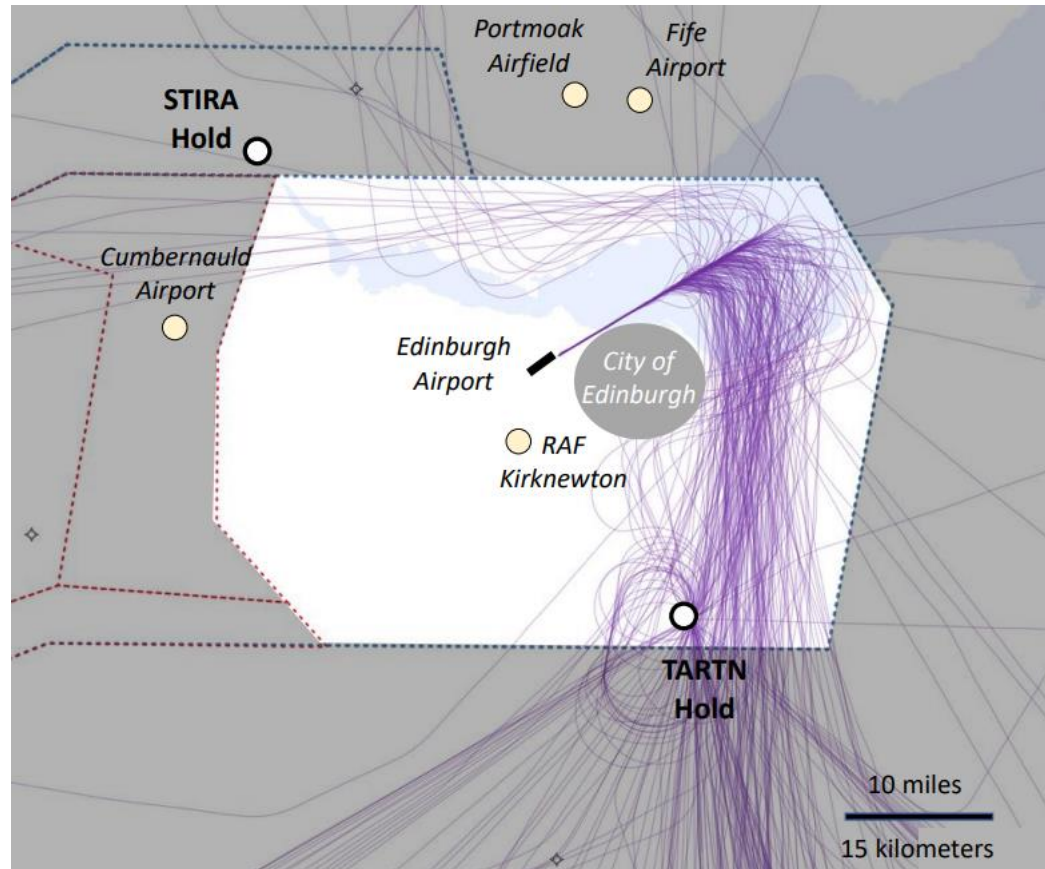 Portmoak
Airfield
Fife
Airport
STIRA
Hold
Cumbernauld
Airport
Edinburgh
Airport
City of
Edinburgh
RAF
Kirknewton
TARTN
Hold
10 miles
15 kilometers